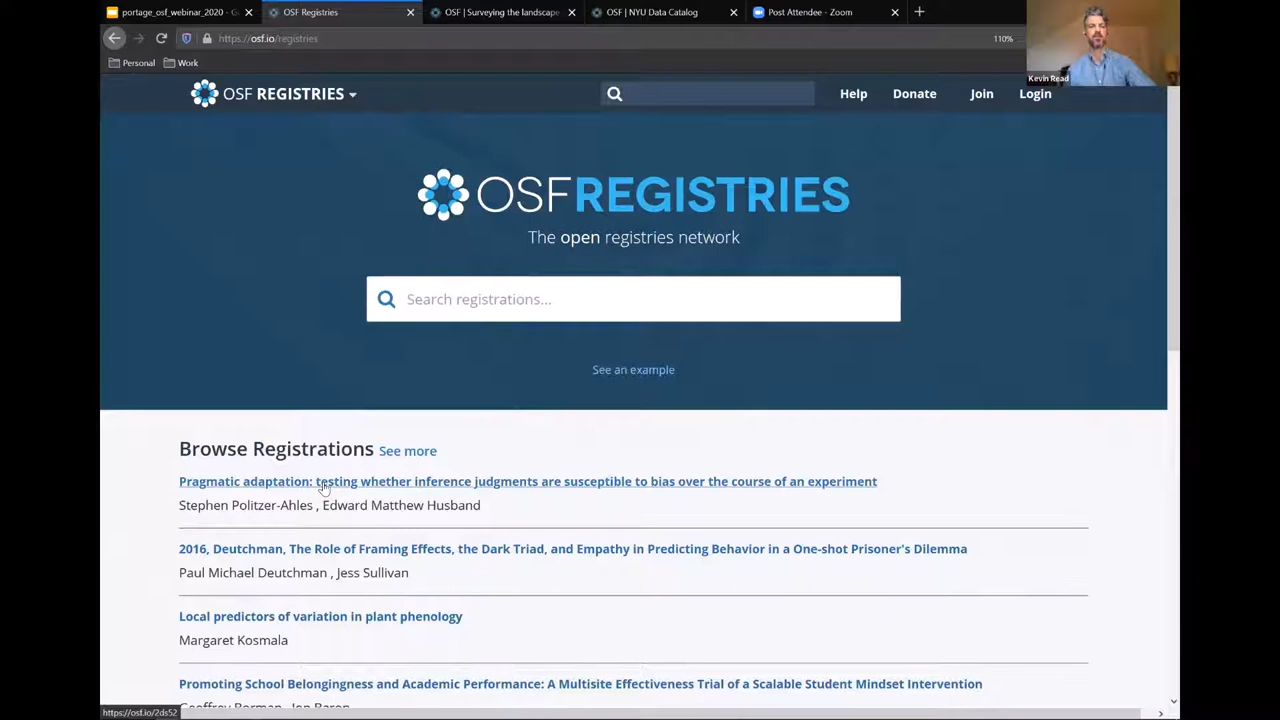 portage_osf_webinar_2020 - G
OSF Registries
OSF | Surveying the landscape
OSF | NYU Data Catalog
Post Attendee - Zoom
https://osf.io/registries
110%
Kevin Read
Personal
Work
OSF REGISTRIES
Help
Donate
Join
Login
OSFREGISTRIES
The open registries network
Search registrations...
See an example
Browse Registrations See more
Pragmatic adaptation: testing whether inference judgments are susceptible to bias over the course of an experiment
Stephen Politzer-Ahles , Edward Matthew Husband
2016, Deutchman, The Role of Framing Effects, the Dark Triad, and Empathy in Predicting Behavior in a One-shot Prisoner's Dilemma
Paul Michael Deutchman , Jess Sullivan
Local predictors of variation in plant phenology
Margaret Kosmala
Promoting School Belongingness and Academic Performance: A Multisite Effectiveness Trial of a Scalable Student Mindset Intervention
Geoffrey Borman , Jon Baron
https://osf.io/2ds52